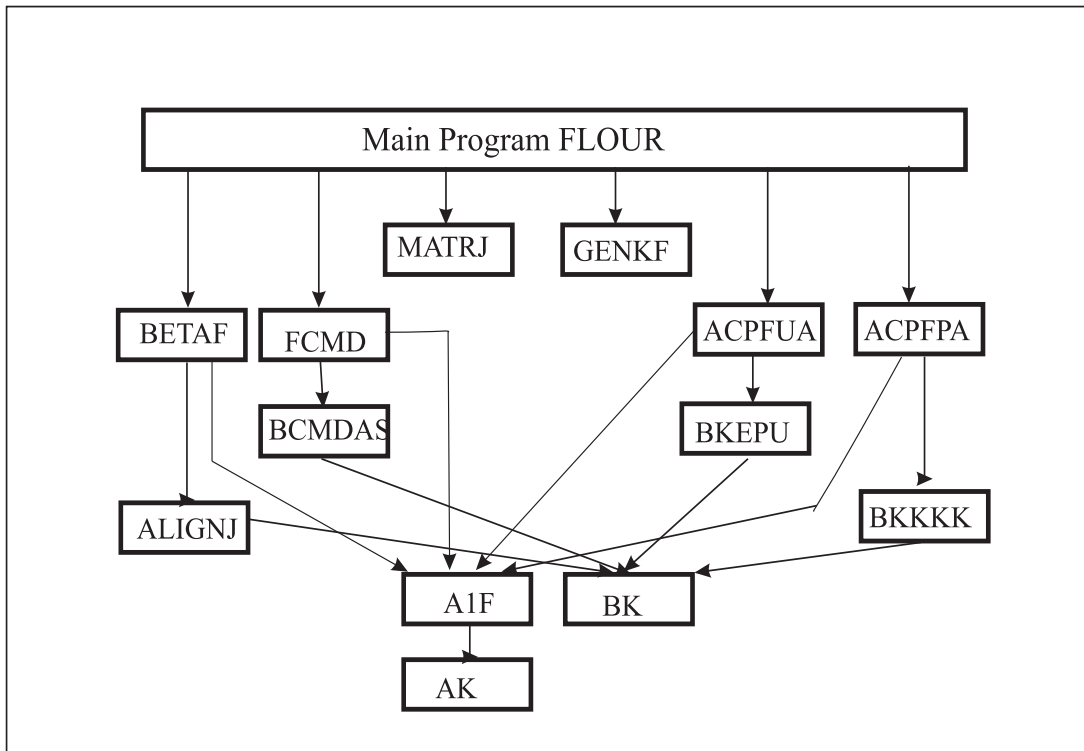 Main Program FLOUR
MATRJ
GENKF
BETAF
FCMD
ACPFUA
ACPFPA
BCMDAS
BKEPU
ALIGNJ
BKKKK
A1F
BK
AK